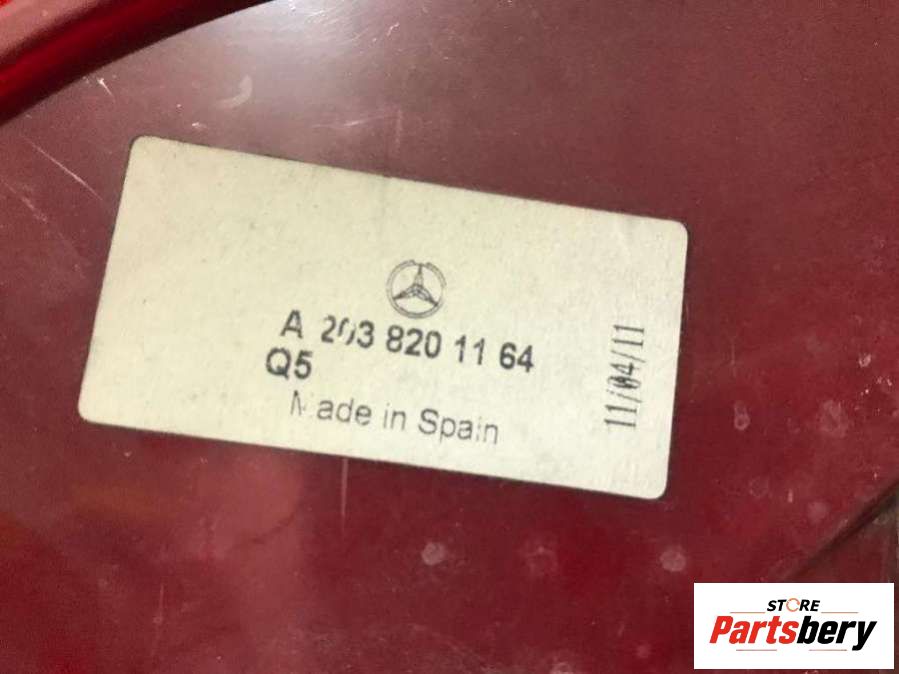 A 203 820 11 64
Q5
Made in Spain
11/04/11
STORE
Partsbery